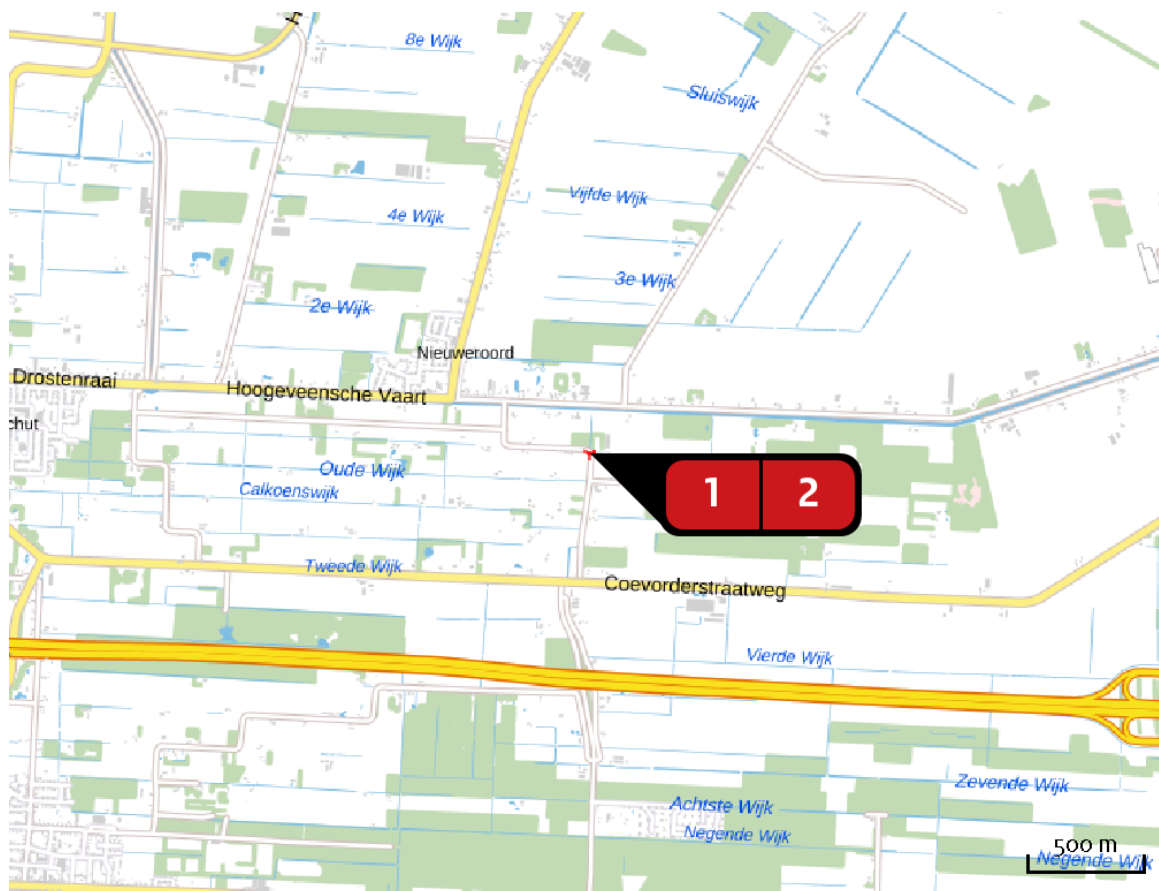 8e Wijk
Sluiswijk
Vijfde Wijk
4e Wijk
3e Wijk
2e Wijk
Nieuweroord
Drostenraai
Hoogeveensche Vaart
chut
Oude Wijk
Calkoenswijk
1 2
Tweede Wijk
Coevorderstraatweg
Vierde Wijk
Zevende Wijk
Achtste Wijk
Negende Wijk
500 m
Negende Wijk